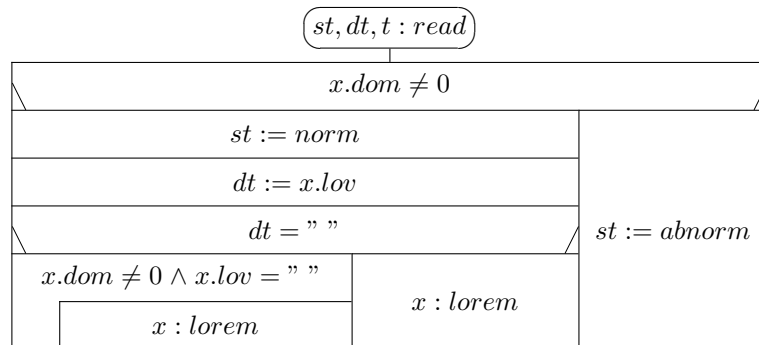 st, dt, t : read
x.dom ≠ 0
st := norm
dt := x.lov
dt = ” ”
st := abnorm
x.dom ≠ 0 ∧ x.lov = ” ”
x : lorem
x : lorem